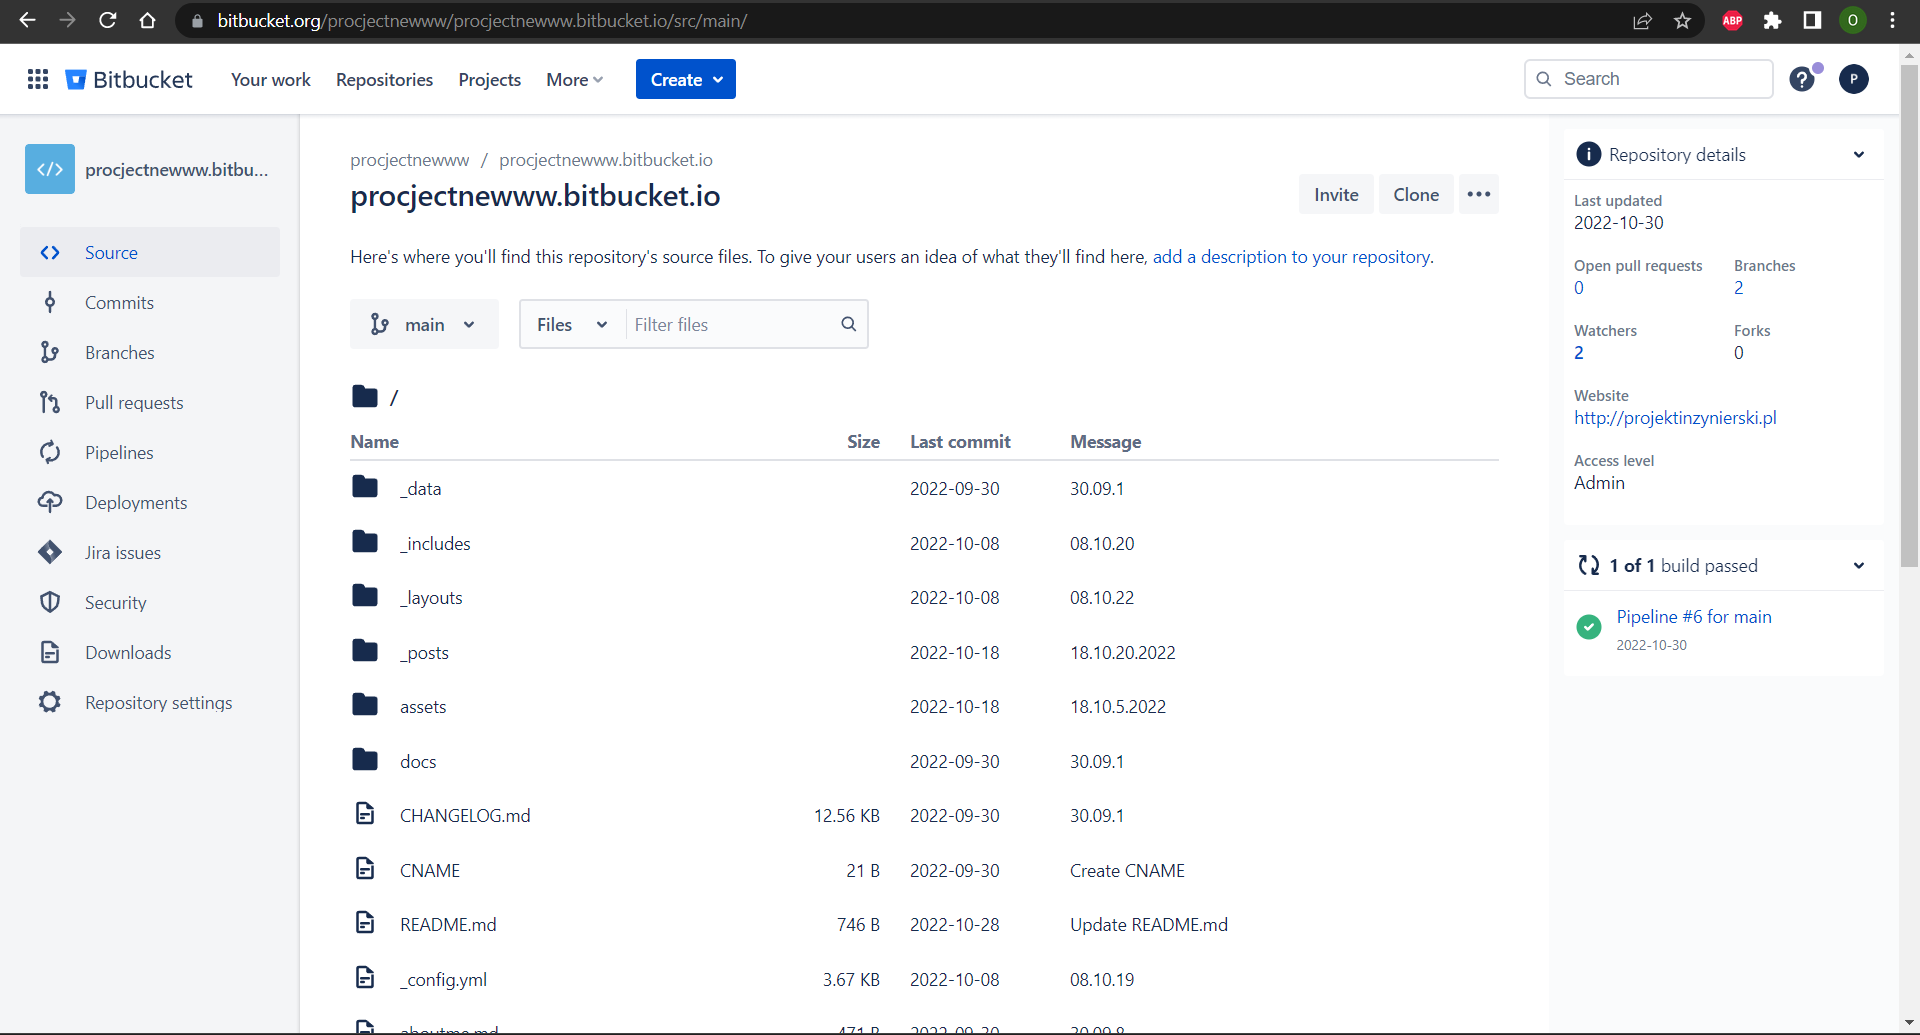 bitbucket.org/procjectnewww/procjectnewww.bitbucket.io/src/main/
ABP
O
Bitbucket
Your work
Repositories
Projects
More
Create
Search
?
P
</>
procjectnewww.bitbu...
Source
Commits
Branches
Pull requests
Pipelines
Deployments
Jira issues
Security
Downloads
Repository settings
procjectnewww / procjectnewww.bitbucket.io
procjectnewww.bitbucket.io
Invite
Clone
Here's where you'll find this repository's source files. To give your users an idea of what they'll find here, add a description to your repository.
main
Files
Filter files
/
Name Size Last commit Message
_data 2022-09-30 30.09.1
_includes 2022-10-08 08.10.20
_layouts 2022-10-08 08.10.22
_posts 2022-10-18 18.10.20.2022
assets 2022-10-18 18.10.5.2022
docs 2022-09-30 30.09.1
CHANGELOG.md 12.56 KB 2022-09-30 30.09.1
CNAME 21 B 2022-09-30 Create CNAME
README.md 746 B 2022-10-28 Update README.md
_config.yml 3.67 KB 2022-10-08 08.10.19
aboutme.md 471 B 2022-09-30 30.09.8
Repository details
Last updated
2022-10-30
Open pull requests
0
Branches
2
Watchers
2
Forks
0
Website
http://projektinzynierski.pl
Access level
Admin
1 of 1 build passed
Pipeline #6 for main
2022-10-30